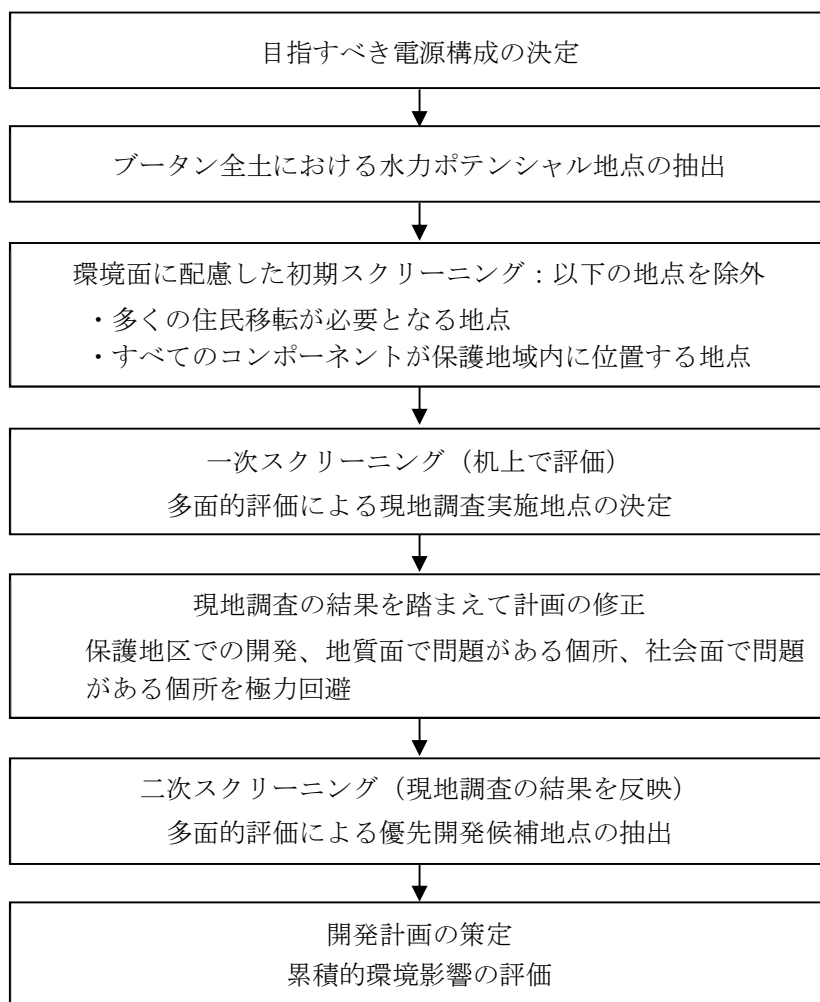 目指すべき電源構成の決定
ブータン全土における水力ポテンシャル地点の抽出
環境面に配慮した初期スクリーニング：以下の地点を除外
・多くの住民移転が必要となる地点
・すべてのコンポーネントが保護地域内に位置する地点
一次スクリーニング（机上で評価）
多面的評価による現地調査実施地点の決定
現地調査の結果を踏まえて計画の修正
保護地区での開発、地質面で問題がある個所、社会面で問題
がある個所を極力回避
二次スクリーニング（現地調査の結果を反映）
多面的評価による優先開発候補地点の抽出
開発計画の策定
累積的環境影響の評価